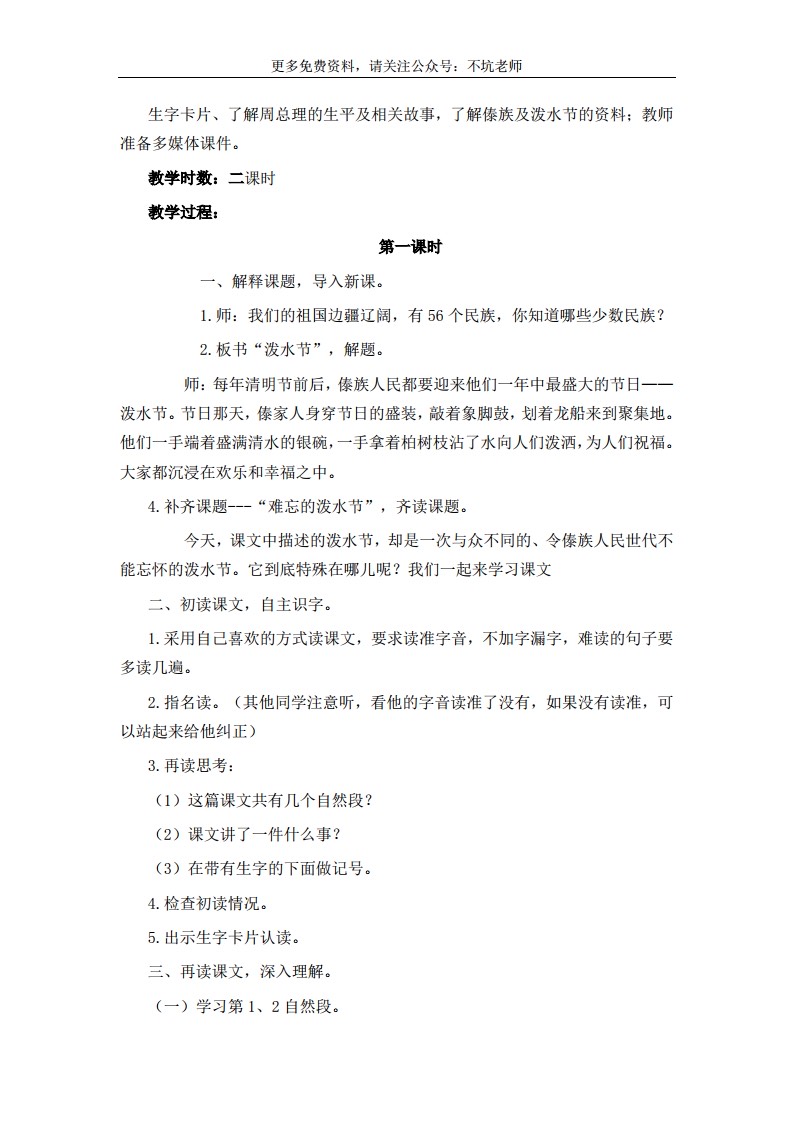 更多免费资料，请关注公众号：不坑老师
生字卡片、了解周总理的生平及相关故事，了解傣族及泼水节的资料；教师
准备多媒体课件。
教学时数：二课时
教学过程：
第一课时
一、解释课题，导入新课。
1.师：我们的祖国边疆辽阔，有 56 个民族，你知道哪些少数民族？
2.板书“泼水节”，解题。
师：每年清明节前后，傣族人民都要迎来他们一年中最盛大的节日——
泼水节。节日那天，傣家人身穿节日的盛装，敲着象脚鼓，划着龙船来到聚集地。
他们一手端着盛满清水的银碗，一手拿着柏树枝沾了水向人们泼洒，为人们祝福。
大家都沉浸在欢乐和幸福之中。
4.补齐课题---“难忘的泼水节”，齐读课题。
今天，课文中描述的泼水节，却是一次与众不同的、令傣族人民世代不
能忘怀的泼水节。它到底特殊在哪儿呢？我们一起来学习课文
二、初读课文，自主识字。
1.采用自己喜欢的方式读课文，要求读准字音，不加字漏字，难读的句子要
多读几遍。
2.指名读。（其他同学注意听，看他的字音读准了没有，如果没有读准，可
以站起来给他纠正）
3.再读思考：
（1）这篇课文共有几个自然段？
（2）课文讲了一件什么事？
（3）在带有生字的下面做记号。
4.检查初读情况。
5.出示生字卡片认读。
三、再读课文，深入理解。
（一）学习第 1、2 自然段。